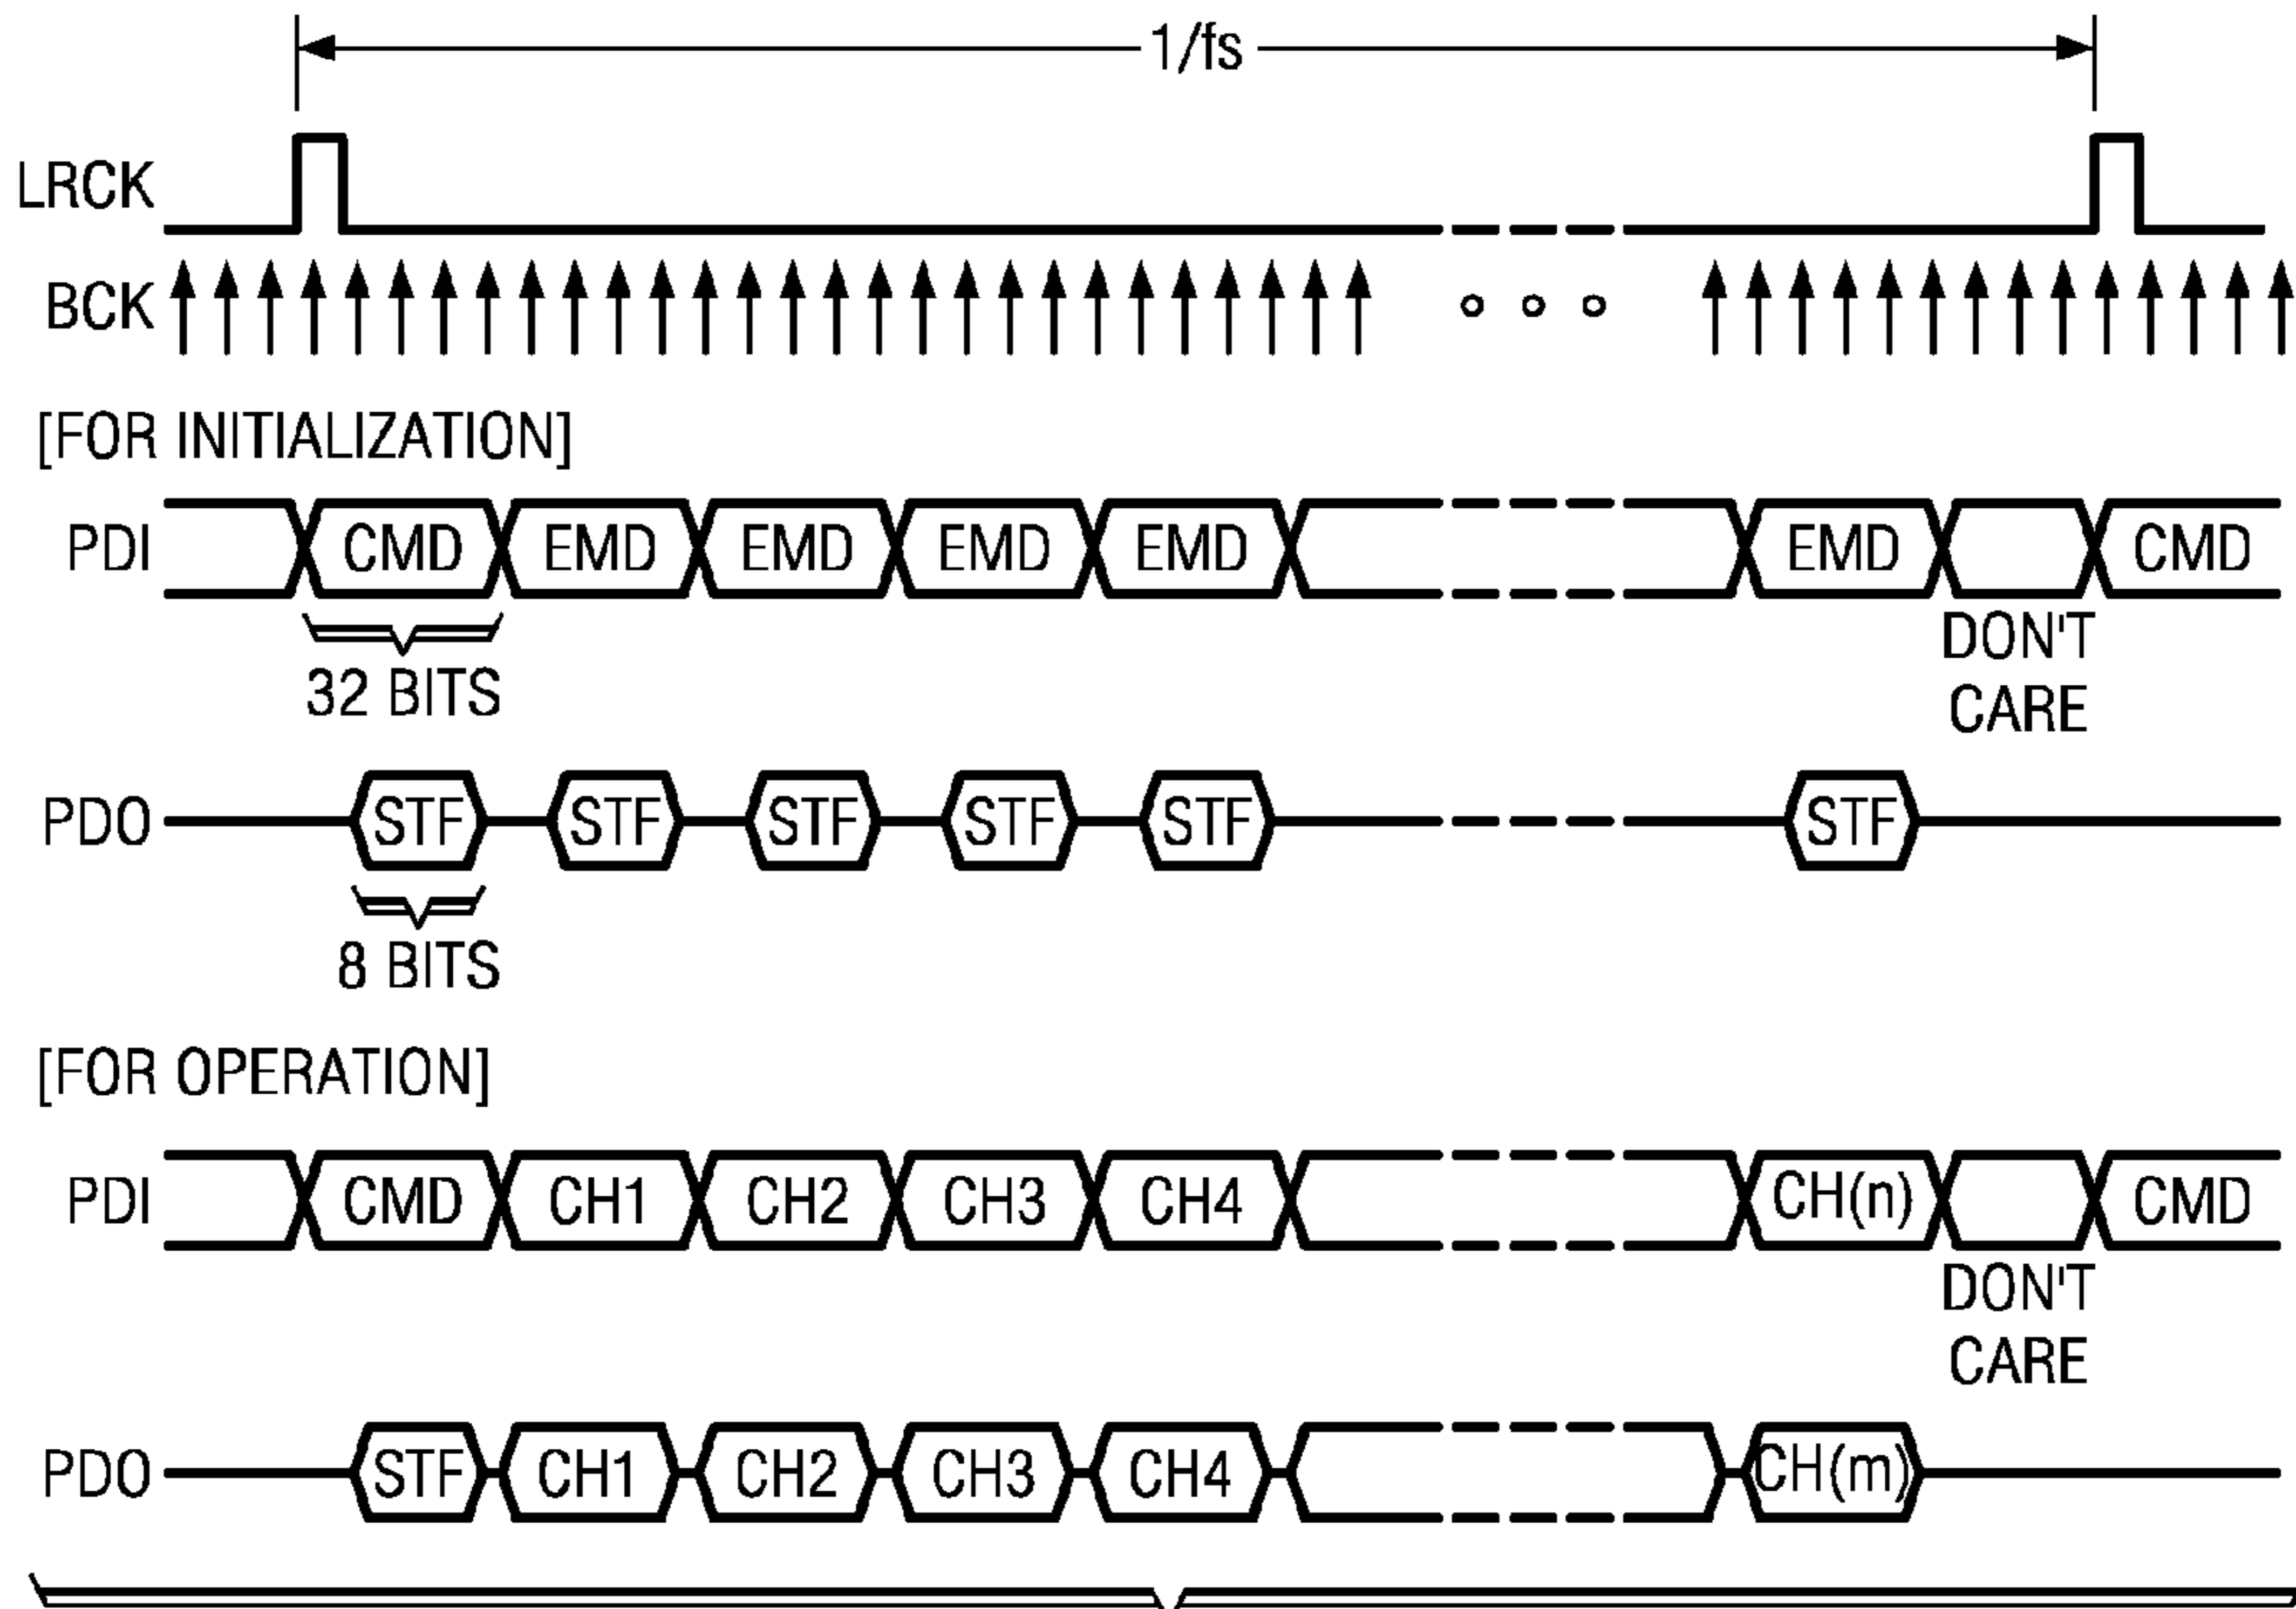 1/fs
LRCK
BCK
[FOR INITIALIZATION]
PDI CMD EMD EMD EMD EMD EMD CMD
32 BITS
DON'T
CARE
PDO STF STF STF STF STF STF
8 BITS
[FOR OPERATION]
PDI CMD CH1 CH2 CH3 CH4 CH(n) CMD
DON'T
CARE
PDO STF CH1 CH2 CH3 CH4 CH(m)